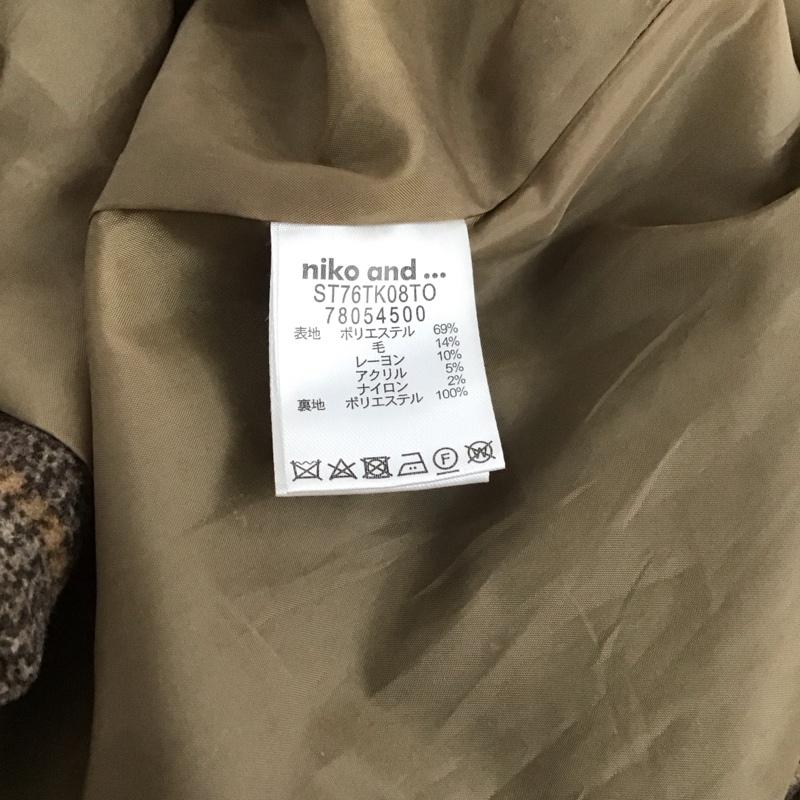 niko and ...
ST76TK08TO
78054500
表地 ポリエステル 69%
毛 14%
レーヨン 10%
アクリル 5%
ナイロン 2%
裏地 ポリエステル 100%
F W